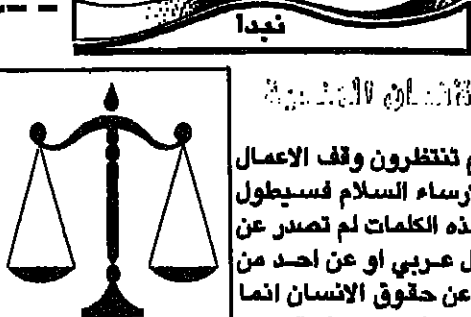 نبدا
م تنتظرون وقف الاعمال
رساء السلام فسيطول
ذه الكلمات لم تصدر عن
ل عربي او عن احد من
عن حقوق الانسان انما